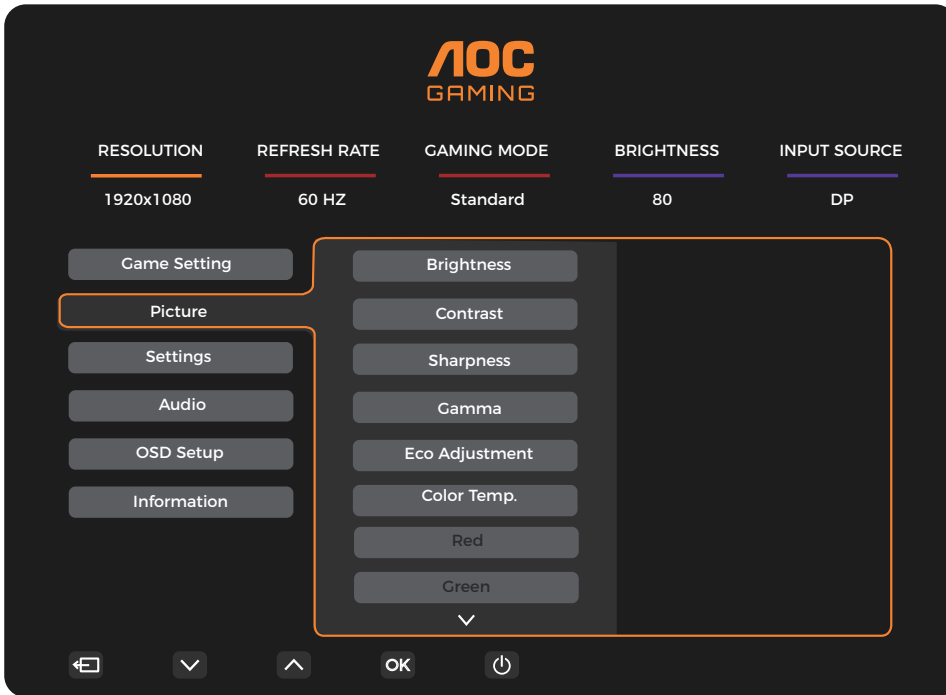 AOC
GAMING
RESOLUTION REFRESH RATE GAMING MODE BRIGHTNESS INPUT SOURCE
1920x1080 60 HZ Standard 80 DP
Game Setting
Picture
Settings
Audio
OSD Setup
Information
Brightness
Contrast
Sharpness
Gamma
Eco Adjustment
Color Temp.
Red
Green
OK